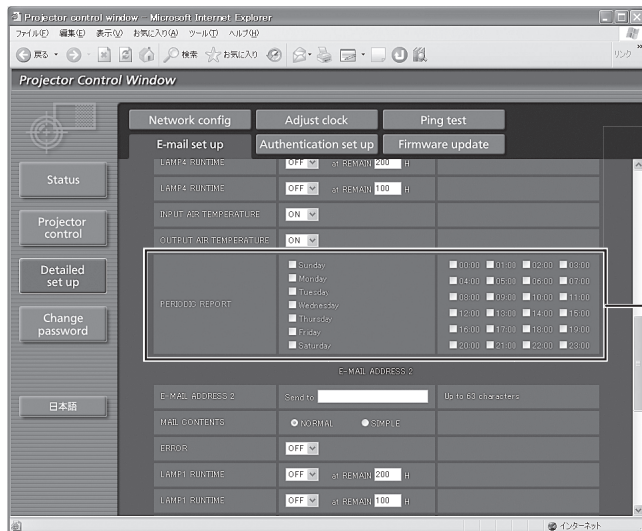 Projector control window - Microsoft Internet Explorer
ファイル(F) 編集(E) 表示(V) お気に入り(A) ツール(T) ヘルプ(H)
戻る 検索 お気に入り リンク
Projector Control Window
Network config Adjust clock Ping test
E-mail set up Authentication set up Firmware update
Status
Projector control
Detailed set up
Change password
日本語
LAMP4 RUNTIME OFF at REMAIN 200 H
LAMP4 RUNTIME OFF at REMAIN 100 H
INPUT AIR TEMPERATURE ON
OUTPUT AIR TEMPERATURE ON
PERIODIG REPORT
Sunday
Monday
Tuesday
Wednesday
Thursday
Friday
Saturday
00:00 01:00 02:00 03:00
04:00 05:00 06:00 07:00
08:00 09:00 10:00 11:00
12:00 13:00 14:00 15:00
16:00 17:00 18:00 19:00
20:00 21:00 22:00 23:00
E-MAIL ADDRESS 2
E-MAIL ADDRESS 2 Send to Up to 63 characters
MAIL CONTENTS NORMAL SIMPLE
ERROR OFF
LAMP1 RUNTIME OFF at REMAIN 200 H
LAMP1 RUNTIME OFF at REMAIN 100 H
インターネット